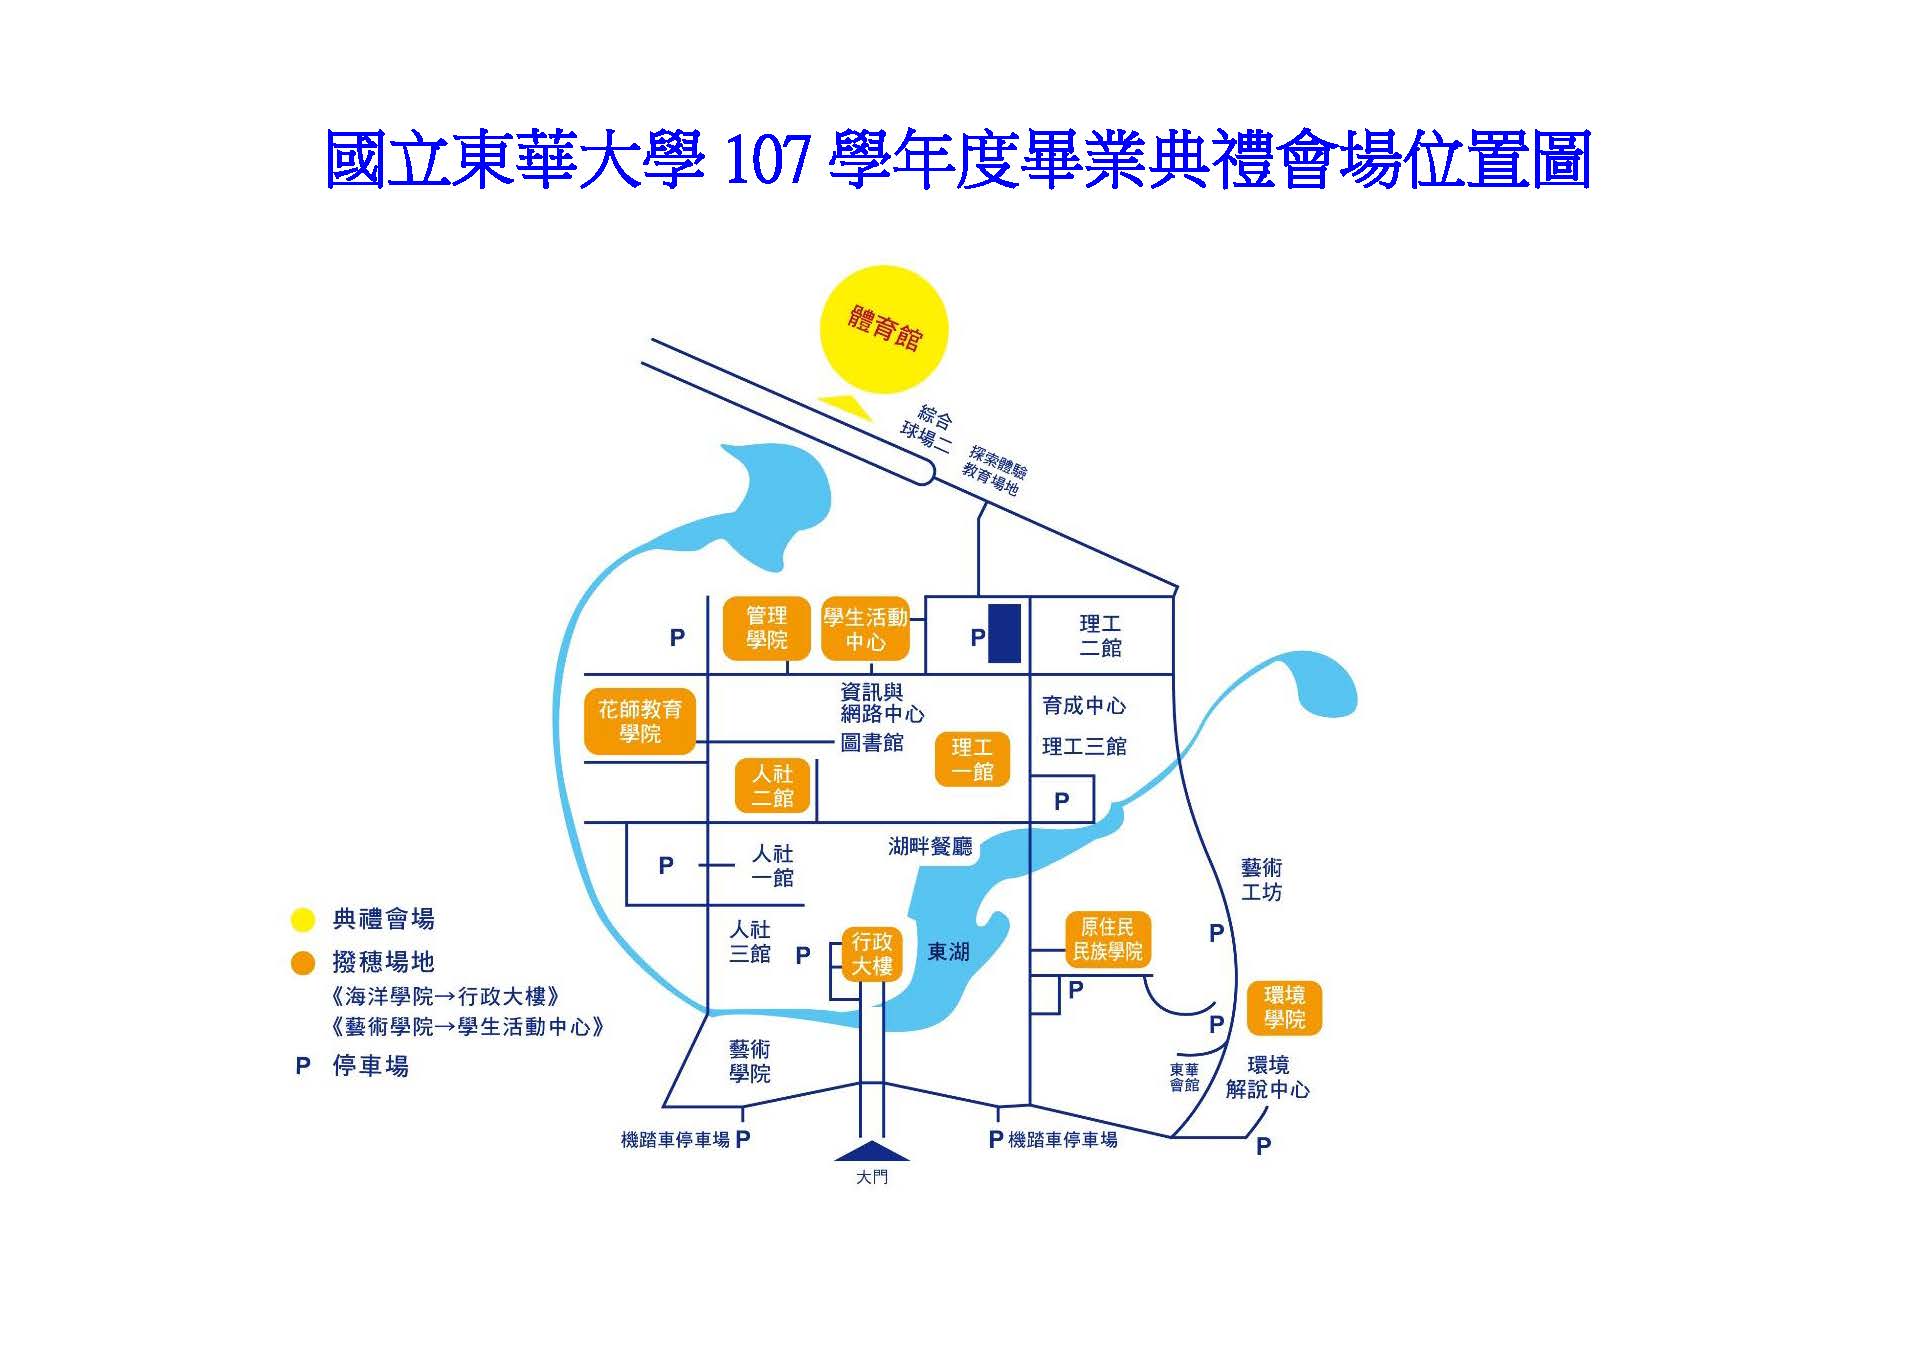 國立東華大學 107 學年度畢業典禮會場位置圖
體育館
綜合
球場二
探索體驗
教育場地
P
管理
學院
學生活動
中心
P
理工
二館
花師教育
學院
資訊與
網路中心
圖書館
育成中心
理工三館
理工
一館
人社
二館
P
湖畔餐廳
P
人社
一館
藝術
工坊
人社
三館
P
行政
大樓
東湖
原住民
民族學院
P
P
環境
學院
P
東華
會館
環境
解說中心
藝術
學院
機踏車停車場 P
P 機踏車停車場
P
大門
典禮會場
撥穗場地
《海洋學院→行政大樓》
《藝術學院→學生活動中心》
P 停車場